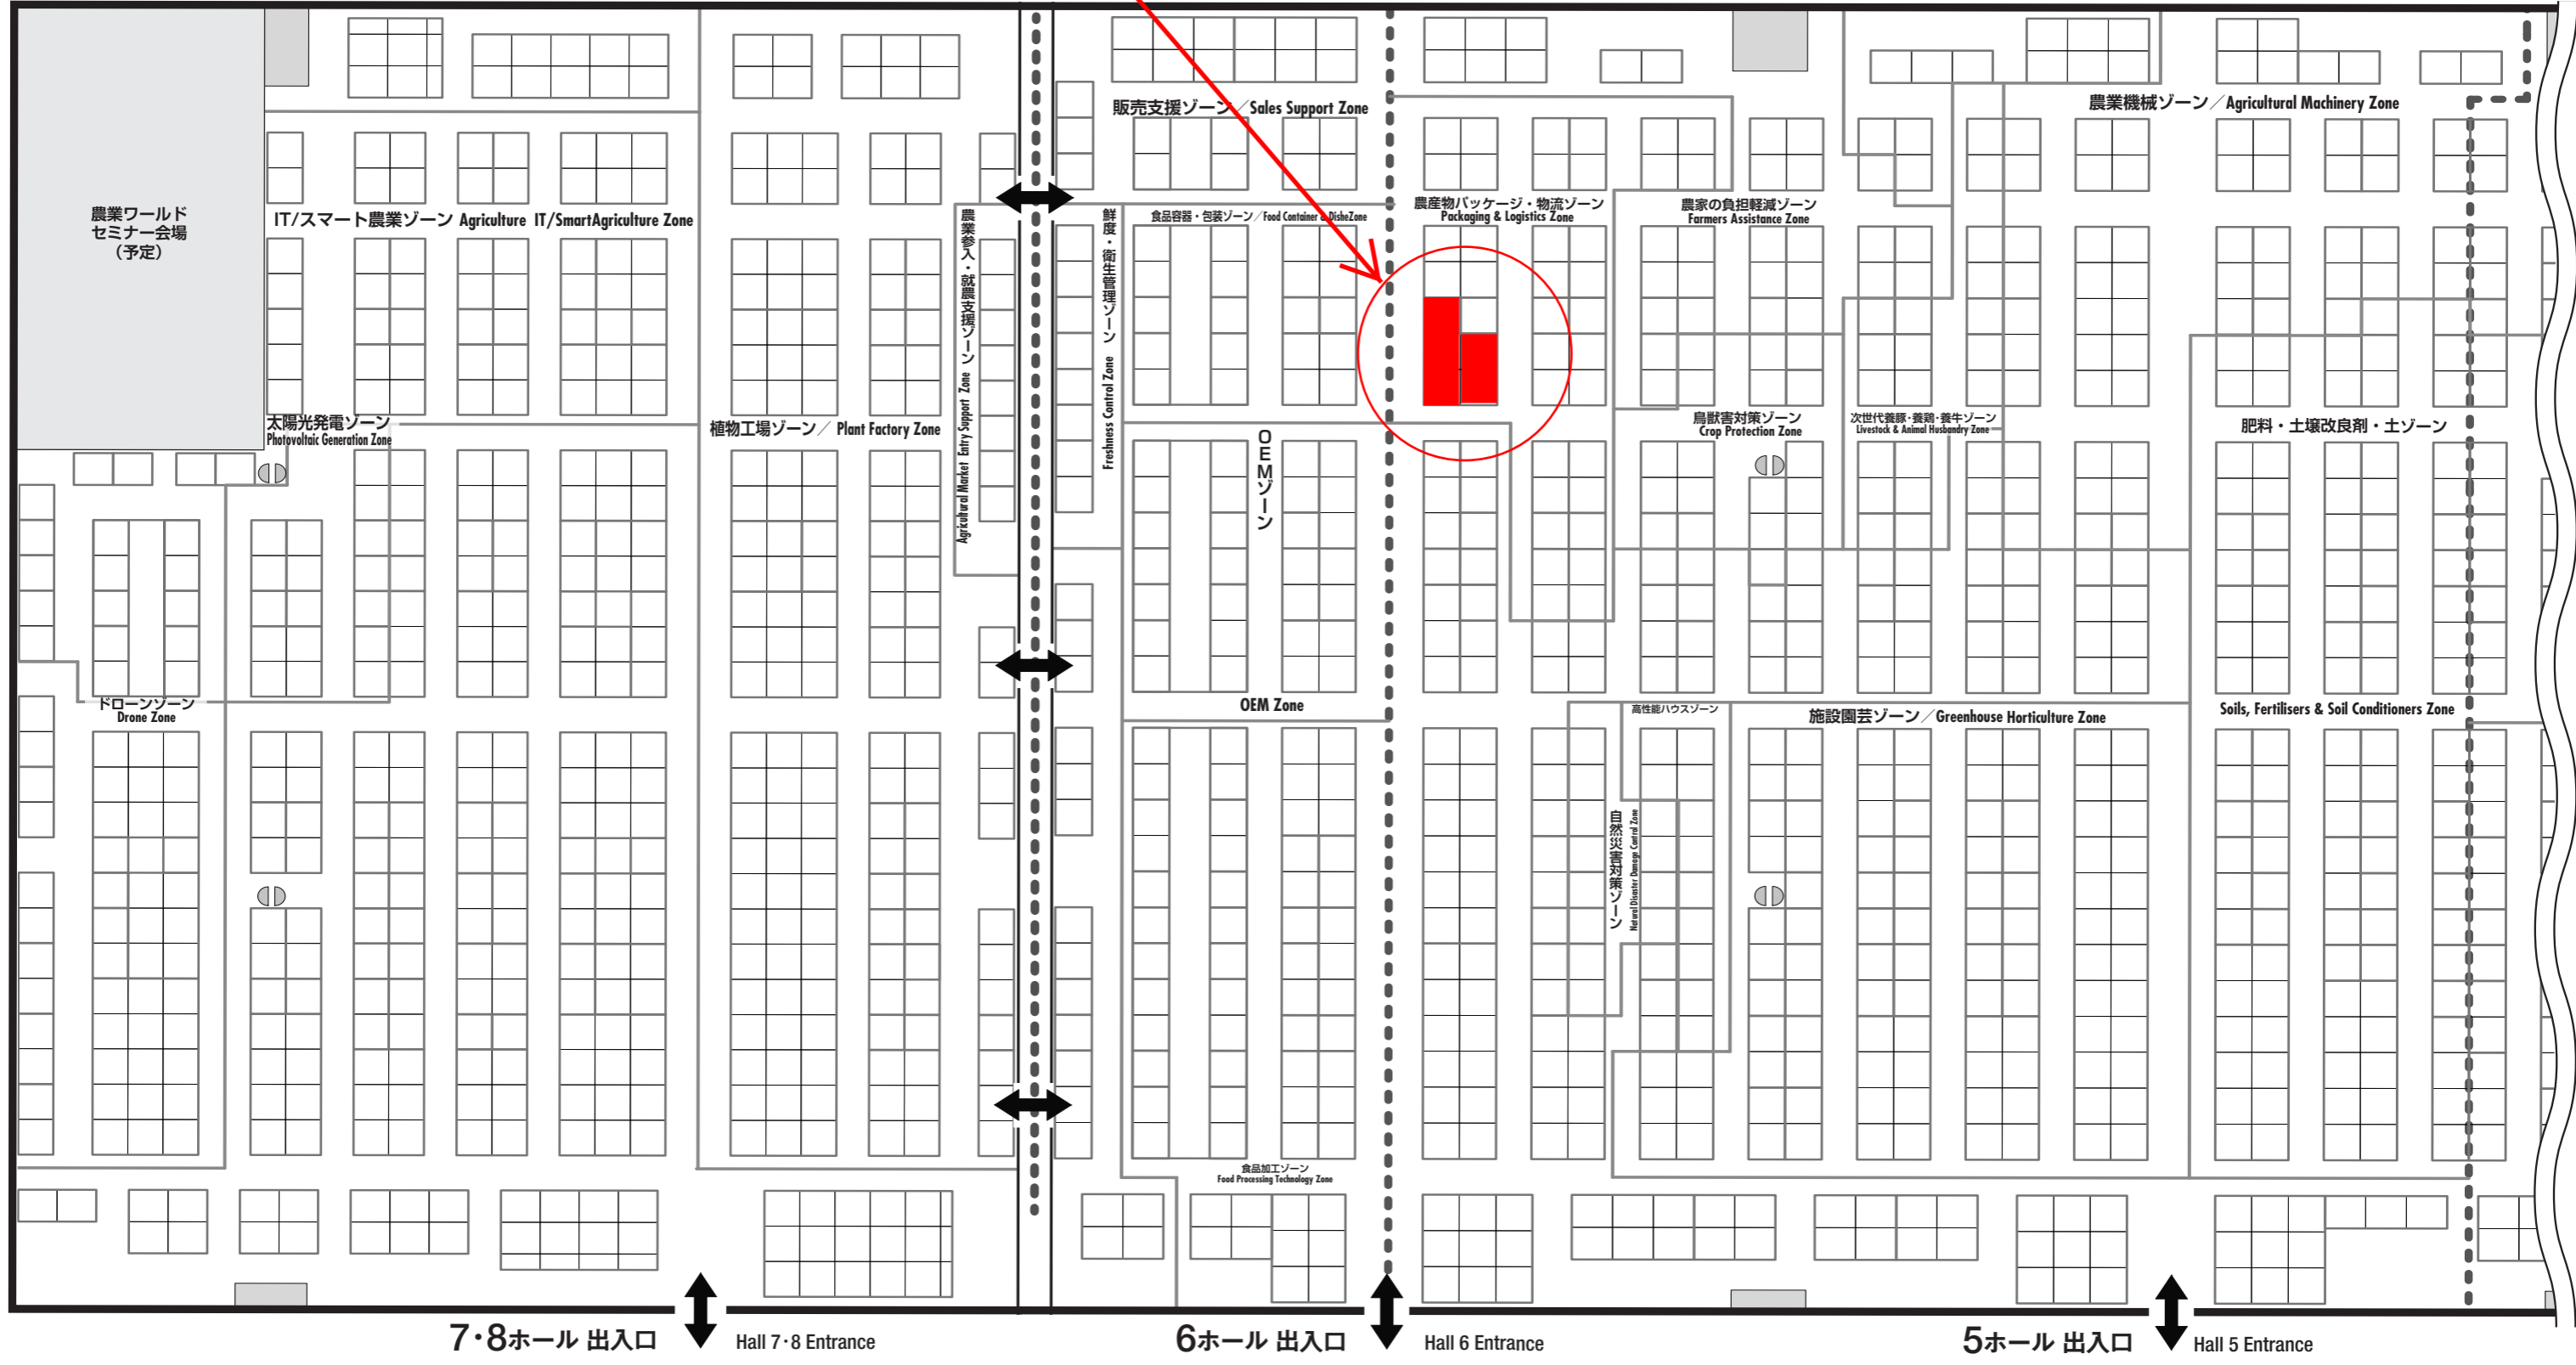 販売支援ゾーン／Sales Support Zone
農業機械ゾーン／Agricultural Machinery Zone
農業ワールド
セミナー会場
（予定）
IT/スマート農業ゾーン Agriculture IT/SmartAgriculture Zone
農業参入・就農支援ゾーン Agricultural Market Entry Support Zone
鮮度・衛生管理ゾーン Freshness Control Zone
食品容器・包装ゾーン／Food Container & DisheZone
農産物パッケージ・物流ゾーン
Packaging & Logistics Zone
農家の負担軽減ゾーン
Farmers Assistance Zone
太陽光発電ゾーン
Photovoltaic Generation Zone
植物工場ゾーン／Plant Factory Zone
OEMゾーン
鳥獣害対策ゾーン
Crop Protection Zone
次世代養豚・養鶏・養牛ゾーン
Livestock & Animal Husbandry Zone
肥料・土壌改良剤・土ゾーン
ドローンゾーン
Drone Zone
OEM Zone
高性能ハウスゾーン
施設園芸ゾーン／Greenhouse Horticulture Zone
Soils, Fertilisers & Soil Conditioners Zone
自然災害対策ゾーン
Natural Disaster Damage Control Zone
食品加工ゾーン
Food Processing Technology Zone
7・8ホール 出入口 Hall 7・8 Entrance
6ホール 出入口 Hall 6 Entrance
5ホール 出入口 Hall 5 Entrance